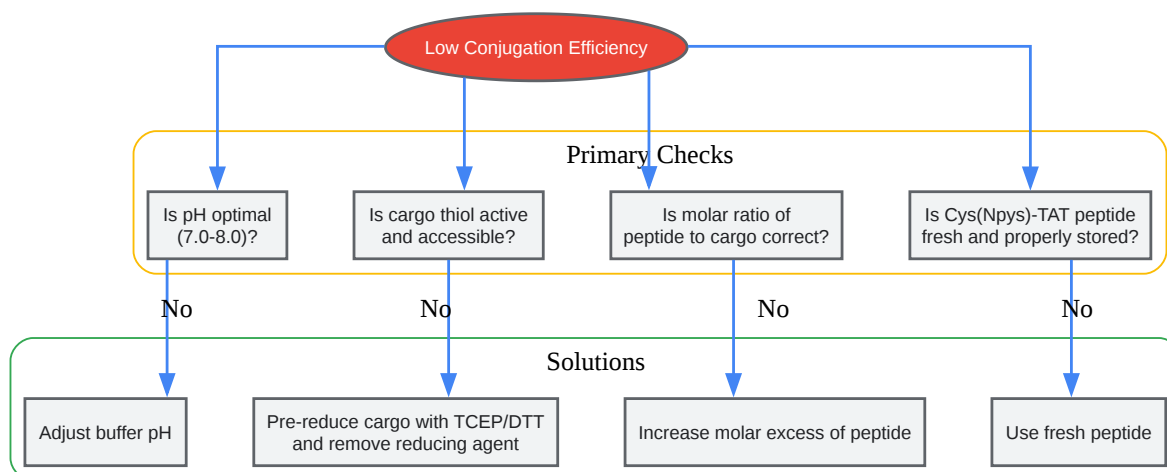 Low Conjugation Efficiency
Primary Checks
Is pH optimal
(7.0-8.0)?
Is cargo thiol active
and accessible?
Is molar ratio of
peptide to cargo correct?
Is Cys(Npys)-TAT peptide
fresh and properly stored?
No
No
No
No
Solutions
Adjust buffer pH
Pre-reduce cargo with TCEP/DTT
and remove reducing agent
Increase molar excess of peptide
Use fresh peptide